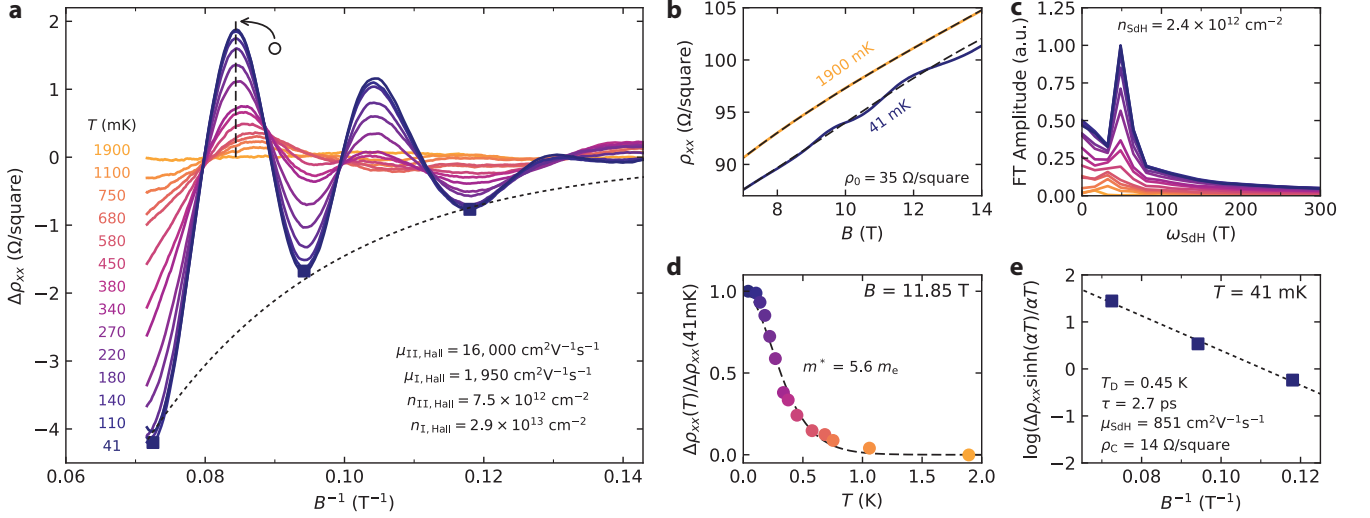 a
2
1
0
−1
−2
−3
−4
Δρxx (Ω/square)
T (mK)
1900
1100
750
680
580
450
380
340
270
220
180
140
110
41
μII, Hall = 16, 000 cm²V⁻¹s⁻¹
μI, Hall = 1, 950 cm²V⁻¹s⁻¹
nII, Hall = 7.5 × 10¹² cm⁻²
nI, Hall = 2.9 × 10¹³ cm⁻²
0.06 0.08 0.10 0.12 0.14
B⁻¹ (T⁻¹)
b
105
100
95
90
ρxx (Ω/square)
1900 mK
41 mK
ρ0 = 35 Ω/square
8 10 12 14
B (T)
c
1.25
1.00
0.75
0.50
0.25
0.00
FT Amplitude (a.u.)
nSdH = 2.4 × 10¹² cm⁻²
0 100 200 300
ωSdH (T)
d
1.0
0.5
0.0
Δρxx(T)/Δρxx(41mK)
B = 11.85 T
m* = 5.6 me
0.0 0.5 1.0 1.5 2.0
T (K)
e
2
1
0
−1
−2
log(Δρxxsinh(αT)/αT)
T = 41 mK
TD = 0.45 K
τ = 2.7 ps
μSdH = 851 cm²V⁻¹s⁻¹
ρC = 14 Ω/square
0.08 0.10 0.12
B⁻¹ (T⁻¹)